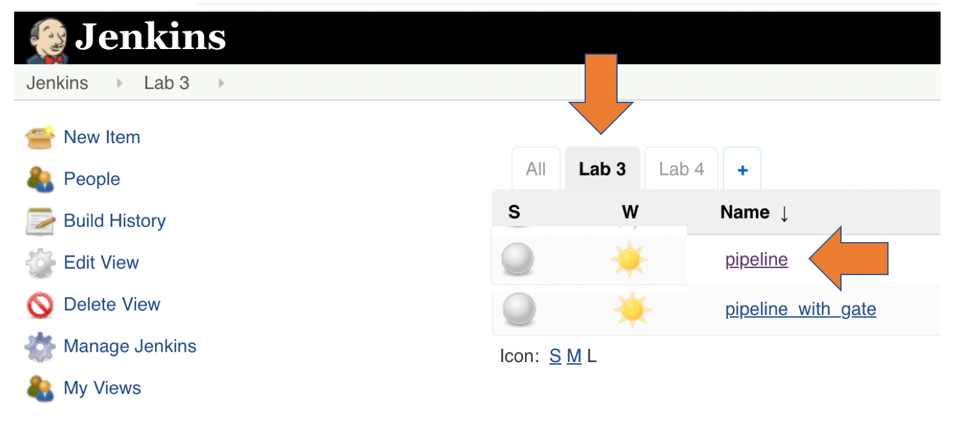 Jenkins
Jenkins Lab 3
New Item
People
Build History
Edit View
Delete View
Manage Jenkins
My Views
All Lab 3 Lab 4 +
S W Name ↓
pipeline
pipeline_with_gate
Icon: S M L